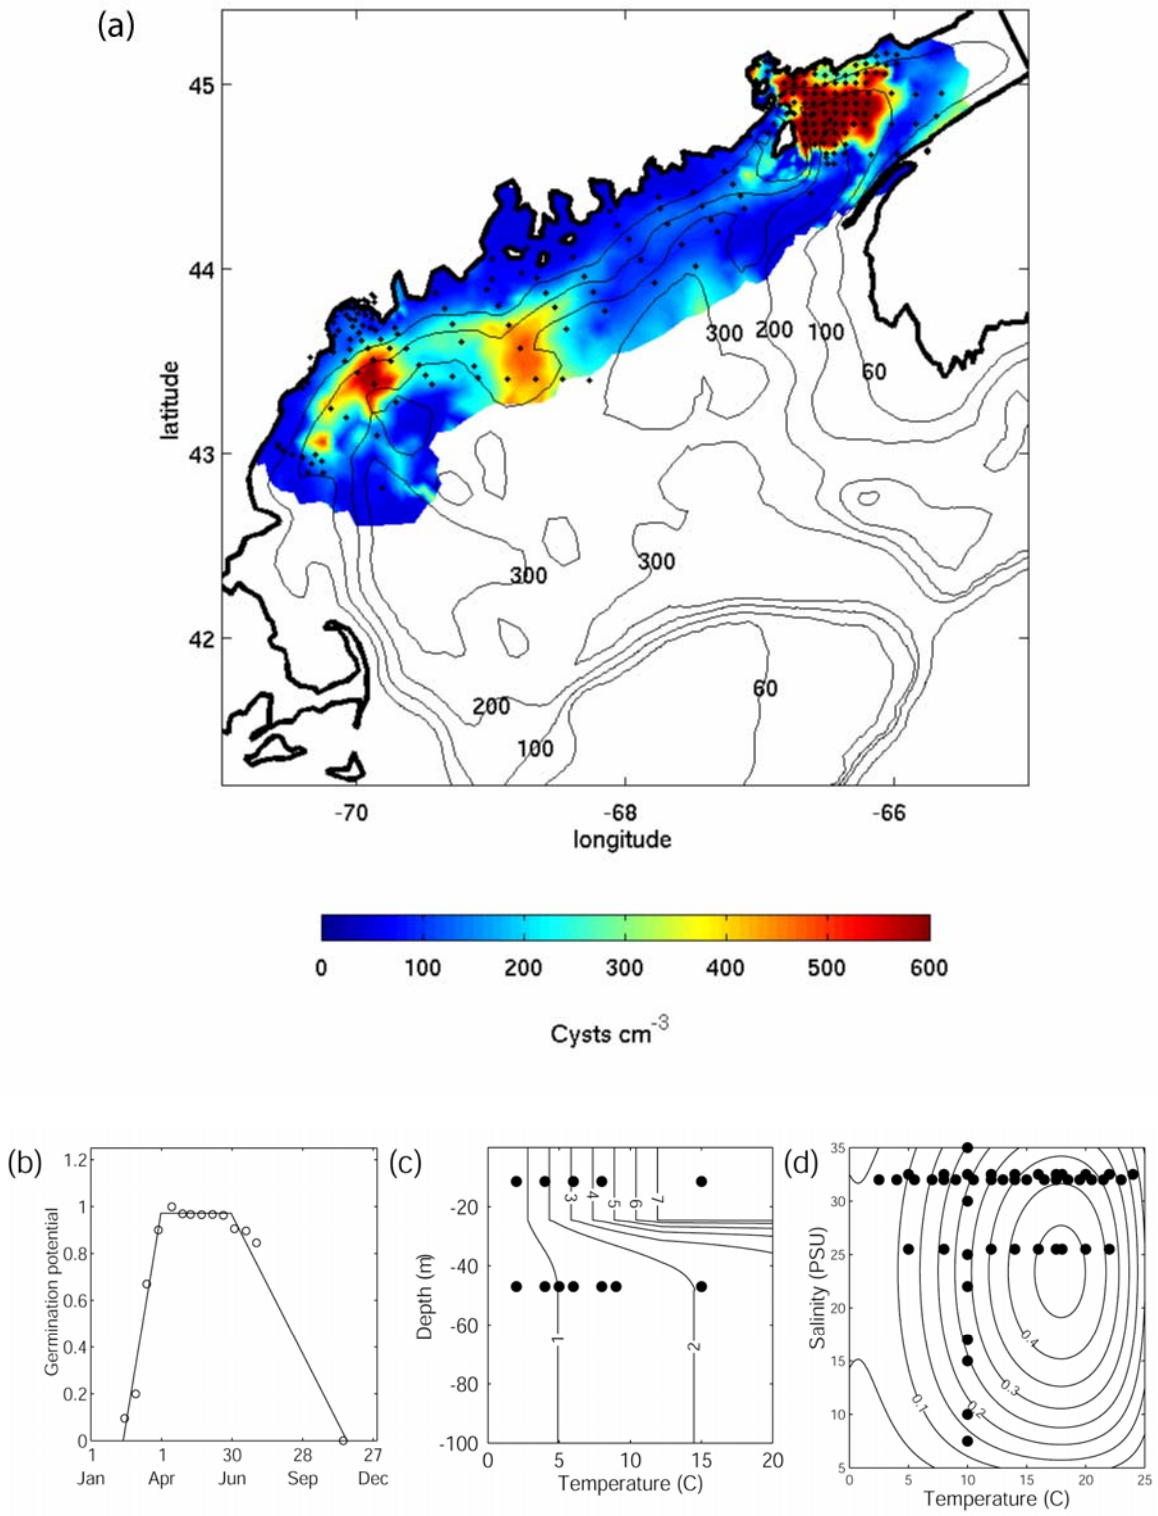 (a)
45
44
43
42
latitude
300 200 100
60
300
300
200
60
100
-70 -68 -66
longitude
0 100 200 300 400 500 600
Cysts cm-3
(b)
1.2
1
0.8
0.6
0.4
0.2
0
Germination potential
1 1 30 28 27
Jan Apr Jun Sep Dec
(c)
-20
-40
-60
-80
-100
Depth (m)
3 4 5 6 7
1 2
0 5 10 15 20
Temperature (C)
(d)
35
30
25
20
15
10
5
Salinity (PSU)
0.4
0.3
0.2
0.1
0 5 10 15 20 25
Temperature (C)